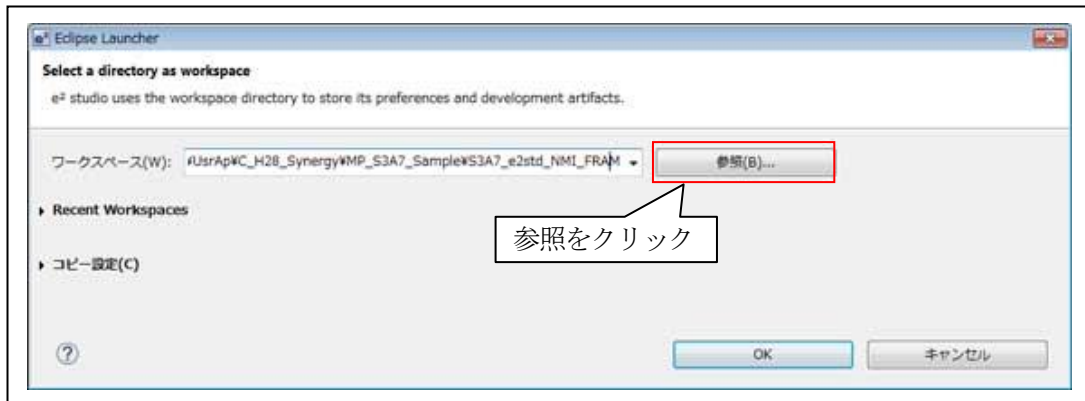 Eclipse Launcher
Select a directory as workspace
e² studio uses the workspace directory to store its preferences and development artifacts.
ワークスペース(W): ¥UsrAp¥C_H28_Synergy¥MP_S3A7_Sample¥S3A7_e2std_NMI_FRAM 参照(B)...
Recent Workspaces
参照をクリック
コピー設定(C)
OK キャンセル